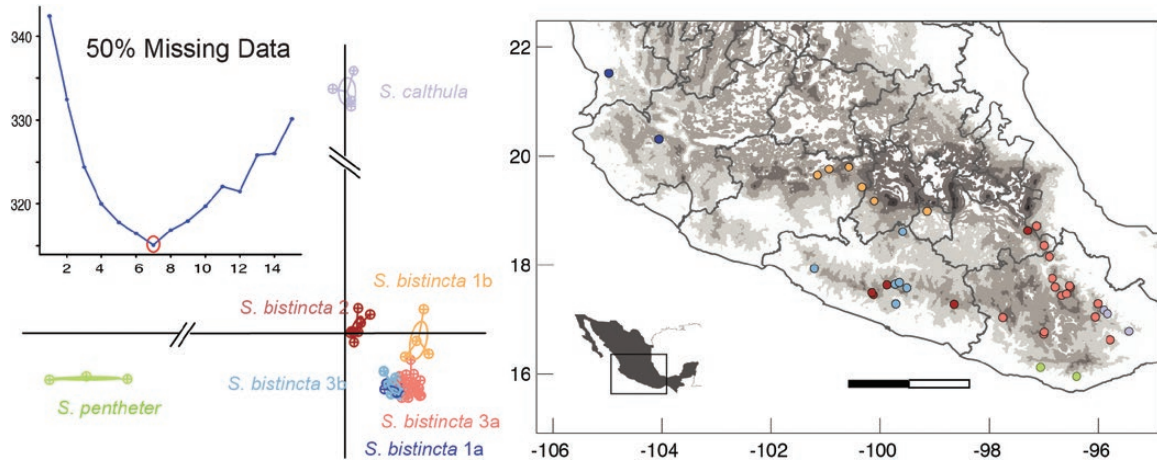 50% Missing Data
340
330
320
2 4 6 8 10 12 14
S. calthula
S. bistincta 1b
S. bistincta 2
S. bistincta 3b
S. pentheter
S. bistincta 3a
S. bistincta 1a
22
20
18
16
-106 -104 -102 -100 -98 -96